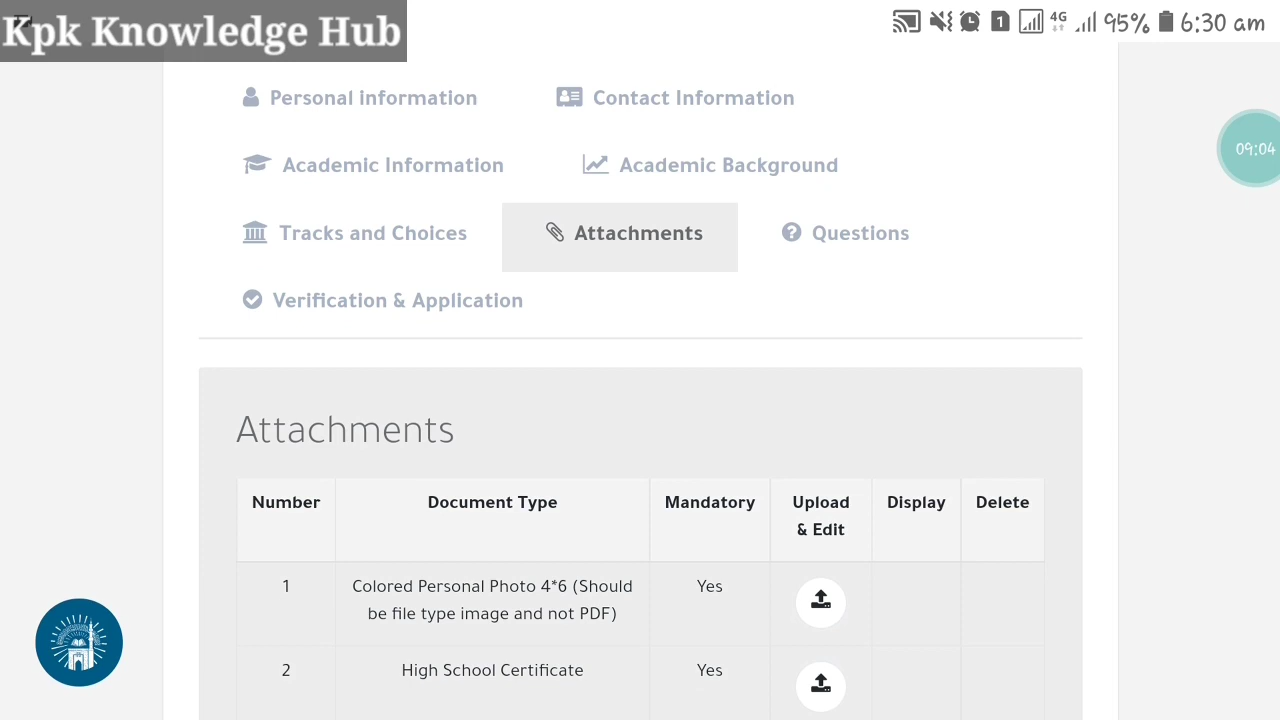 Kpk Knowledge Hub
1 4G 95% 6:30 am
Personal information Contact Information
09:04
Academic Information Academic Background
Tracks and Choices Attachments Questions
Verification & Application
Attachments
Number Document Type Mandatory Upload Display Delete
& Edit
1 Colored Personal Photo 4*6 (Should Yes
be file type image and not PDF)
2 High School Certificate Yes